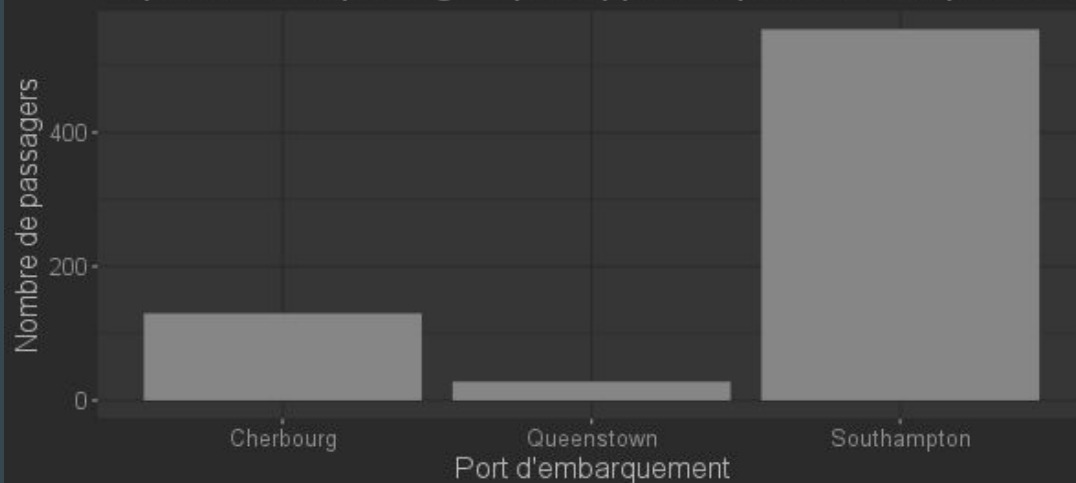 Nombre de passagers
400
200
0
Cherbourg Queenstown Southampton
Port d'embarquement